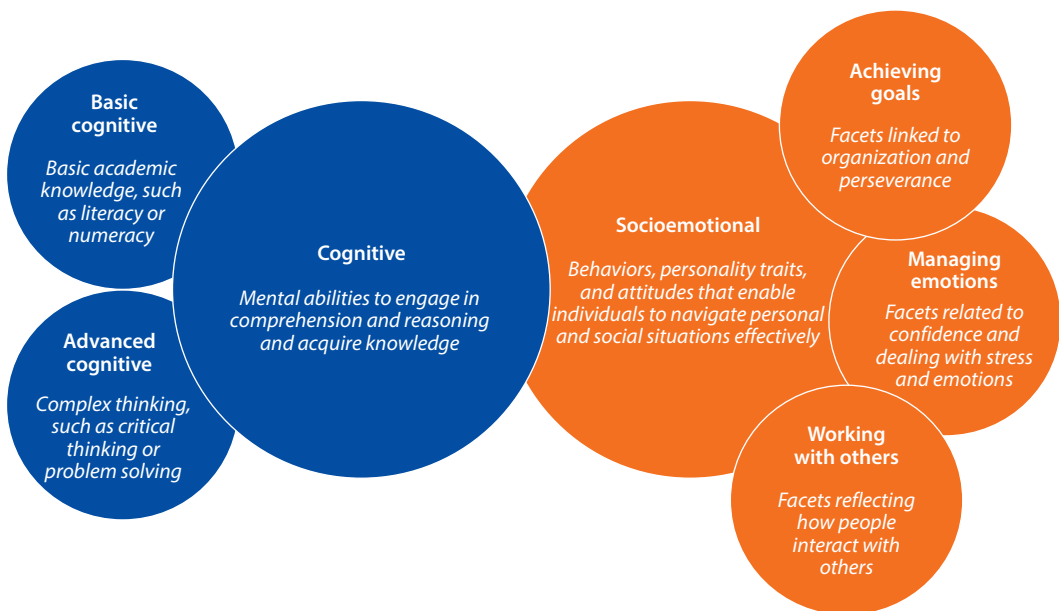 Basic
cognitive
Basic academic
knowledge, such
as literacy or
numeracy
Advanced
cognitive
Complex thinking,
such as critical
thinking or
problem solving
Cognitive
Mental abilities to engage in
comprehension and reasoning
and acquire knowledge
Socioemotional
Behaviors, personality traits,
and attitudes that enable
individuals to navigate personal
and social situations effectively
Achieving
goals
Facets linked to
organization and
perseverance
Managing
emotions
Facets related to
confidence and
dealing with stress
and emotions
Working
with others
Facets reflecting
how people
interact with
others